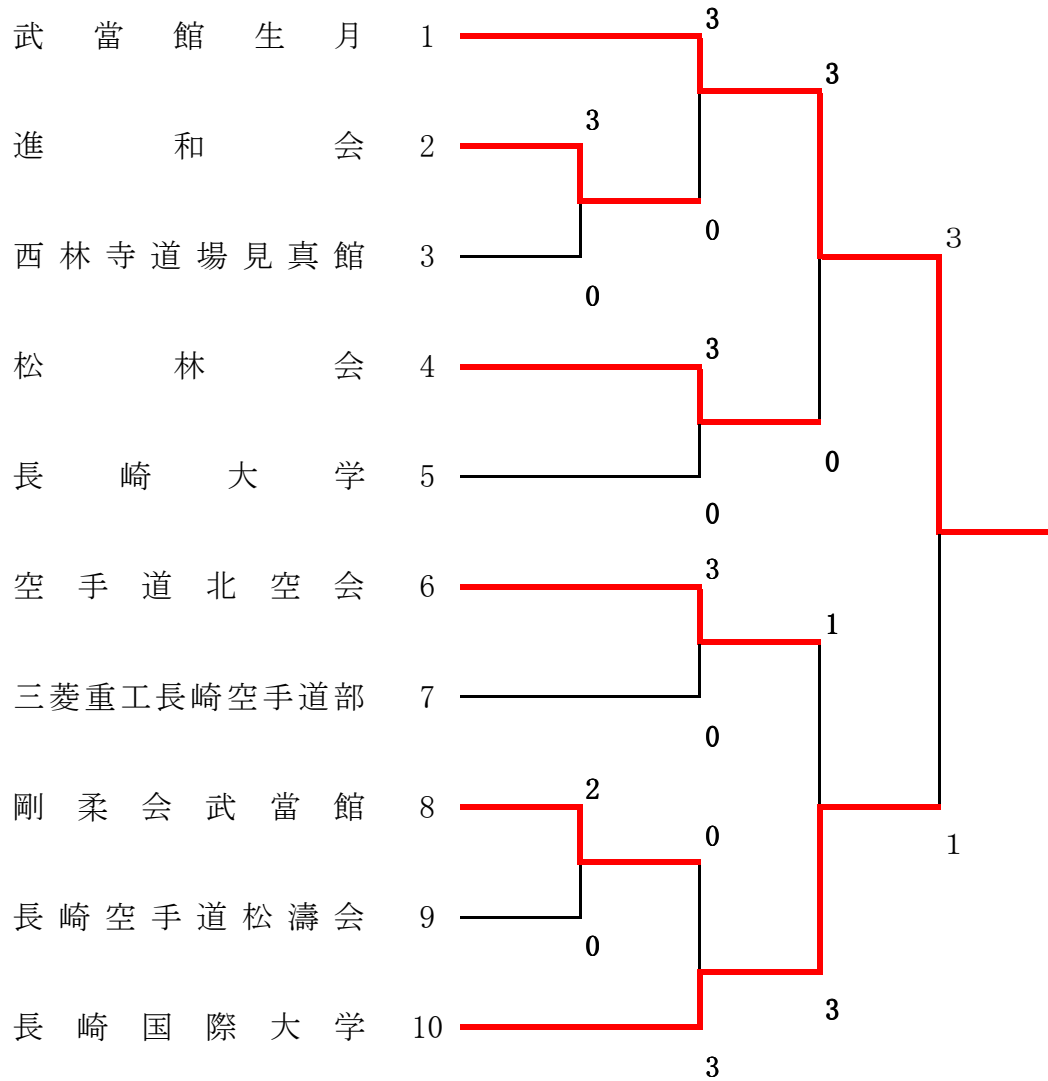 3
武當館生月 1
3
3
進和会 2
0
3
西林寺道場見真館 3
0
3
松林会 4
0
長崎大学 5
0
3
空手道北空会 6
1
三菱重工長崎空手道部 7
0
2
剛柔会武當館 8
0
1
長崎空手道松濤会 9
0
3
長崎国際大学 10
3